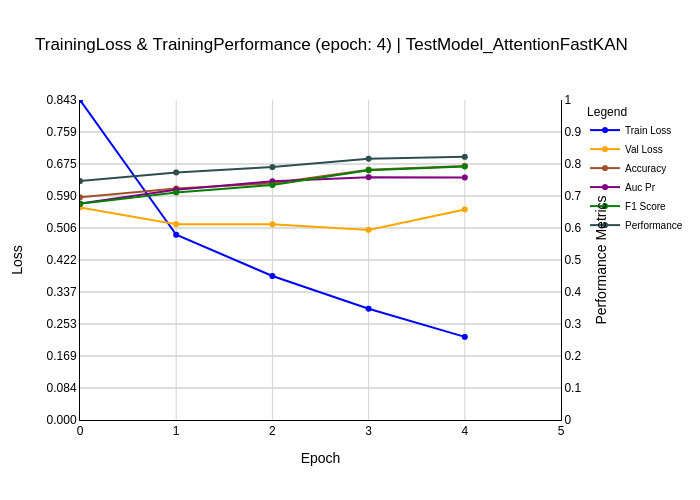 TrainingLoss & TrainingPerformance (epoch: 4) | TestModel_AttentionFastKAN
0.843
0.759
0.675
0.590
0.506
0.422
0.337
0.253
0.169
0.084
0.000
Loss
0
1
2
3
4
5
Epoch
1
0.9
0.8
0.7
0.6
0.5
0.4
0.3
0.2
0.1
0
Performance Metrics
Legend
Train Loss
Val Loss
Accuracy
Auc Pr
F1 Score
Performance